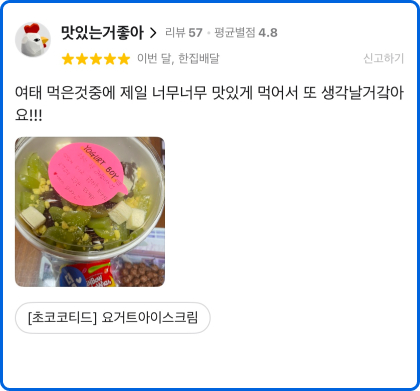 맛있는거좋아 >
리뷰 57 · 평균별점 4.8
이번 달, 한집배달
신고하기
여태 먹은것중에 제일 너무너무 맛있게 먹어서 또 생각날거갘아
요!!!
YOGURT BOY
[초코코티드] 요거트아이스크림